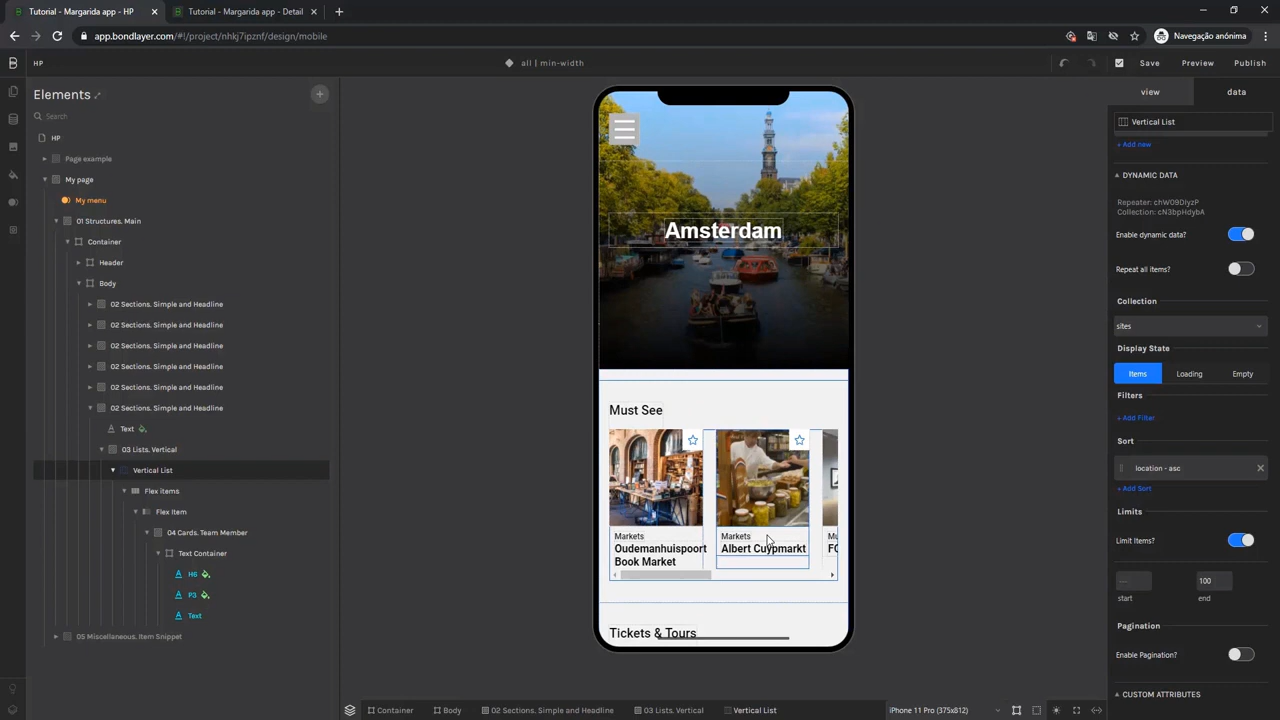 Tutorial - Margarida app - HP
Tutorial - Margarida app - Detail
app.bondlayer.com/#!/project/nhkj7ipznf/design/mobile
Navegação anónima
HP
all | min-width
Save
Preview
Publish
Elements
Search
HP
Page example
My page
My menu
01 Structures. Main
Container
Header
Body
02 Sections. Simple and Headline
02 Sections. Simple and Headline
02 Sections. Simple and Headline
02 Sections. Simple and Headline
02 Sections. Simple and Headline
02 Sections. Simple and Headline
Text
03 Lists. Vertical
Vertical List
Flex items
Flex Item
04 Cards. Team Member
Text Container
H6
P3
Text
05 Miscellaneous. Item Snippet
Amsterdam
Must See
Markets
Oudemanhuispoort
Book Market
Markets
Albert Cuypmarkt
Mu
FO
Tickets & Tours
view
data
Vertical List
+ Add new
DYNAMIC DATA
Repeater: chW09DiyzP
Collection: cN3bpHdybA
Enable dynamic data?
Repeat all items?
Collection
sites
Display State
Items
Loading
Empty
Filters
+ Add Filter
Sort
location - asc
+ Add Sort
Limits
Limit Items?
100
start
end
Pagination
Enable Pagination?
CUSTOM ATTRIBUTES
Container
Body
02 Sections. Simple and Headline
03 Lists. Vertical
Vertical List
iPhone 11 Pro (375x812)